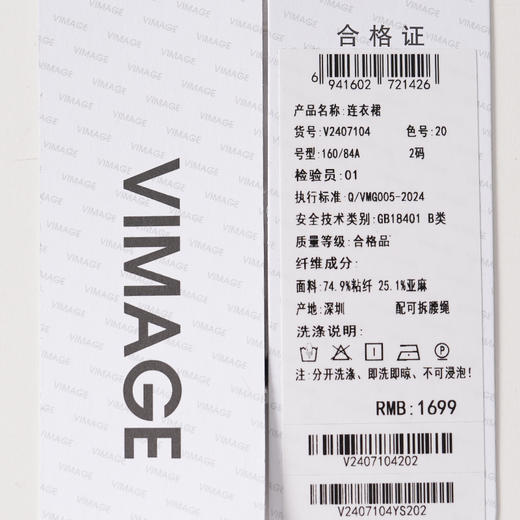 VIMAGE
合格证
6 941602 721426
产品名称: 连衣裙
货号: V2407104 色号: 20
号型: 160/84A 2码
检验员: 01
执行标准: Q/VMG005-2024
安全技术类别: GB18401 B类
质量等级: 合格品
纤维成分:
面料: 74.9%粘纤 25.1%亚麻
产地: 深圳 配可拆腰绳
洗涤说明:
注: 分开洗涤、即洗即晾、不可浸泡!
RMB: 1699
V2407104202
V2407104YS202